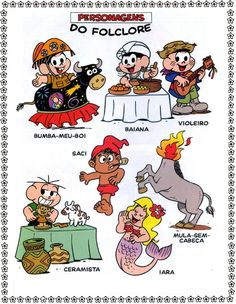 PERSONAGENS
DO FOLCLORE
BUMBA-MEU-BOI
BAIANA
VIOLEIRO
SACI
MULA-SEM-
CABEÇA
CERAMISTA
IARA